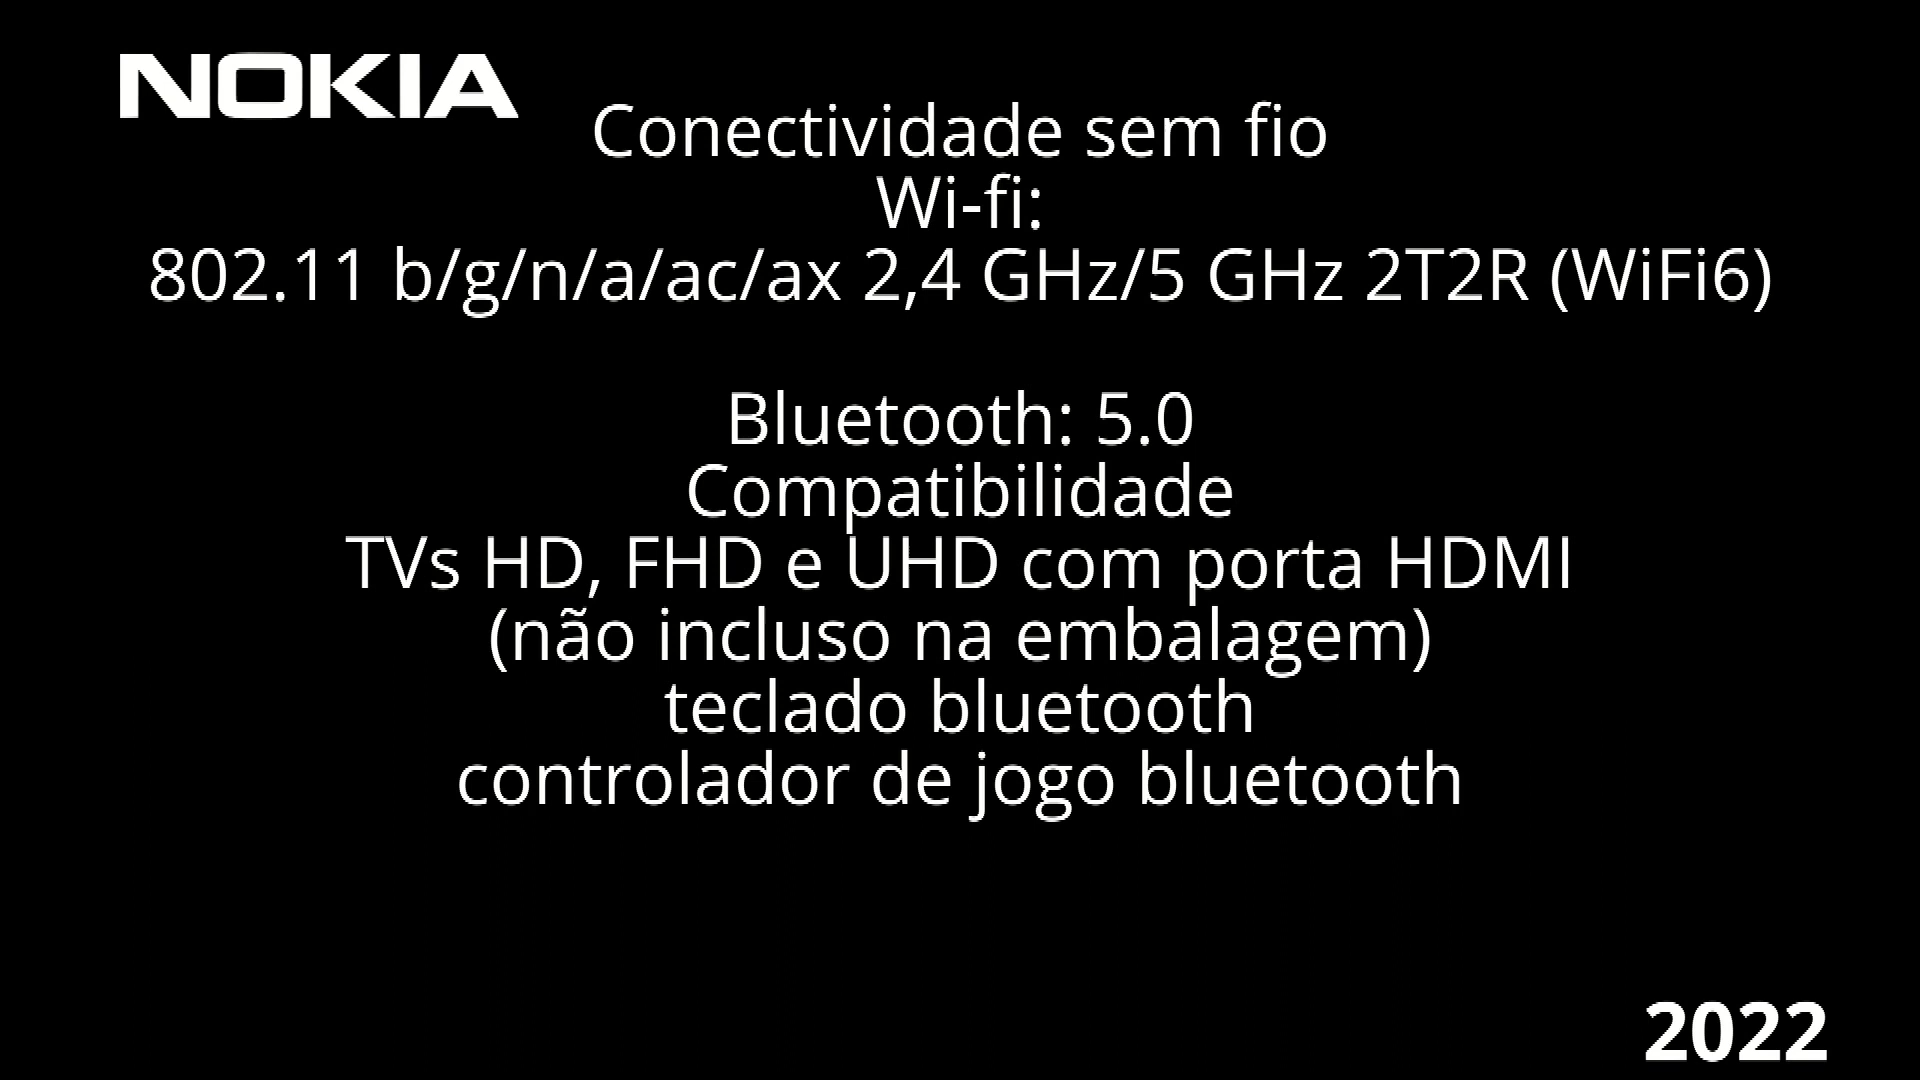 NOKIA
Conectividade sem fio
Wi-fi:
802.11 b/g/n/a/ac/ax 2,4 GHz/5 GHz 2T2R (WiFi6)
Bluetooth: 5.0
Compatibilidade
TVs HD, FHD e UHD com porta HDMI
(não incluso na embalagem)
teclado bluetooth
controlador de jogo bluetooth
2022